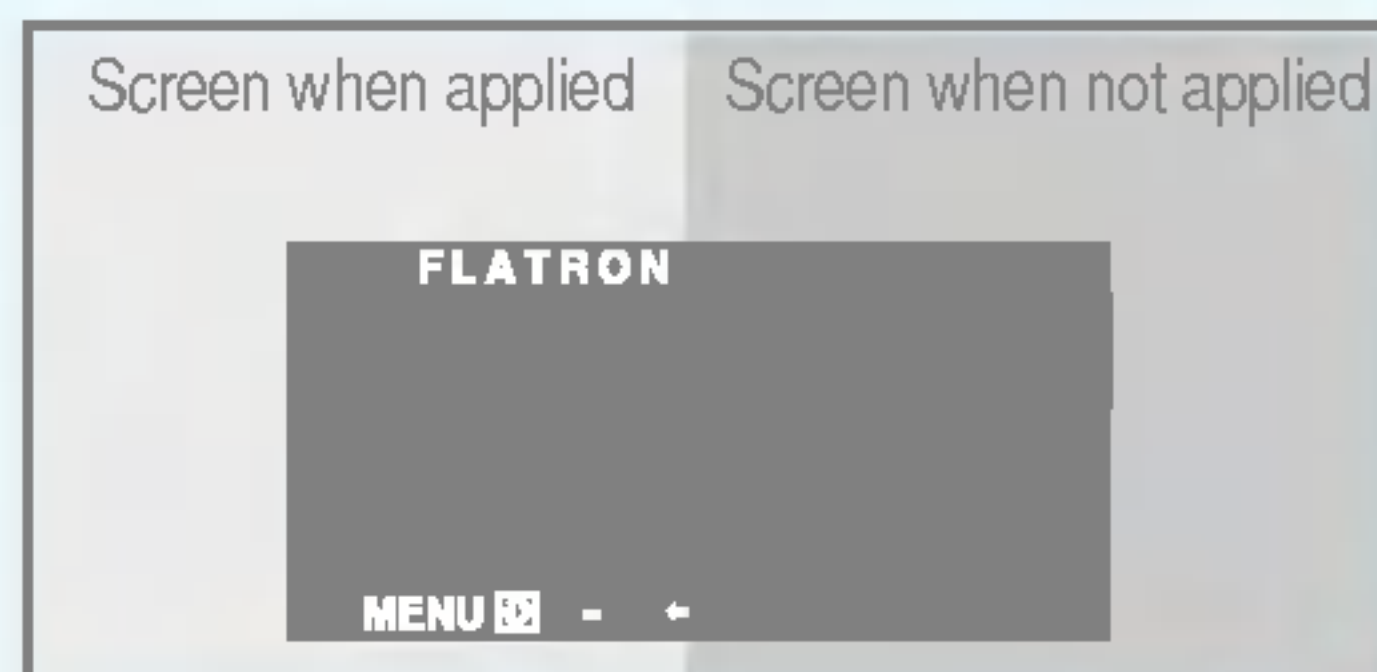 Screen when applied Screen when not applied
FLATRON
MENU - ←